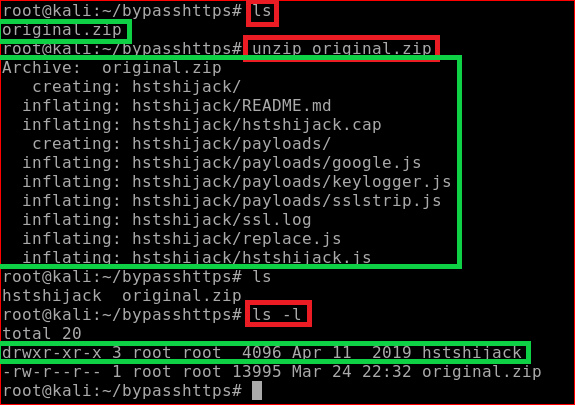 root@kali:~/bypasshttps# ls
original.zip
root@kali:~/bypasshttps# unzip original.zip
Archive:  original.zip
   creating: hstshijack/
  inflating: hstshijack/README.md
  inflating: hstshijack/hstshijack.cap
   creating: hstshijack/payloads/
  inflating: hstshijack/payloads/google.js
  inflating: hstshijack/payloads/keylogger.js
  inflating: hstshijack/payloads/sslstrip.js
  inflating: hstshijack/ssl.log
  inflating: hstshijack/replace.js
  inflating: hstshijack/hstshijack.js
root@kali:~/bypasshttps# ls
hstshijack  original.zip
root@kali:~/bypasshttps# ls -l
total 20
drwxr-xr-x 3 root root  4096 Apr 11  2019 hstshijack
-rw-r--r-- 1 root root 13995 Mar 24 22:32 original.zip
root@kali:~/bypasshttps#